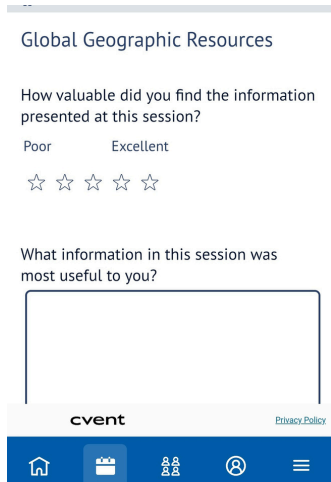 Global Geographic Resources
How valuable did you find the information
presented at this session?
Poor Excellent
What information in this session was
most useful to you?
cvent Privacy Policy